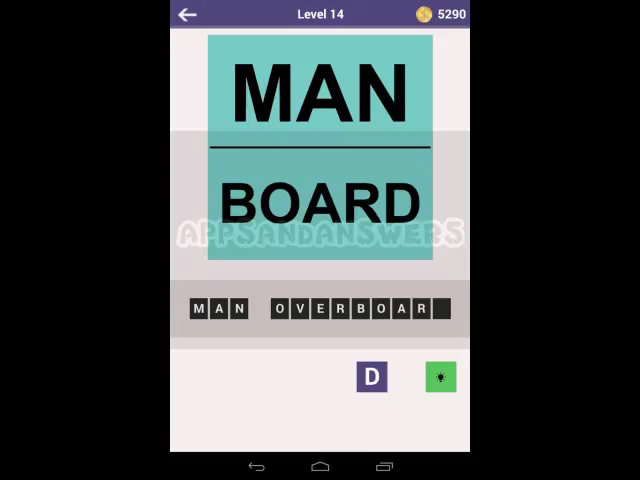 Level 14
5290
MAN
BOARD
APPSANDANSWERS
MAN OVERBOAR
D